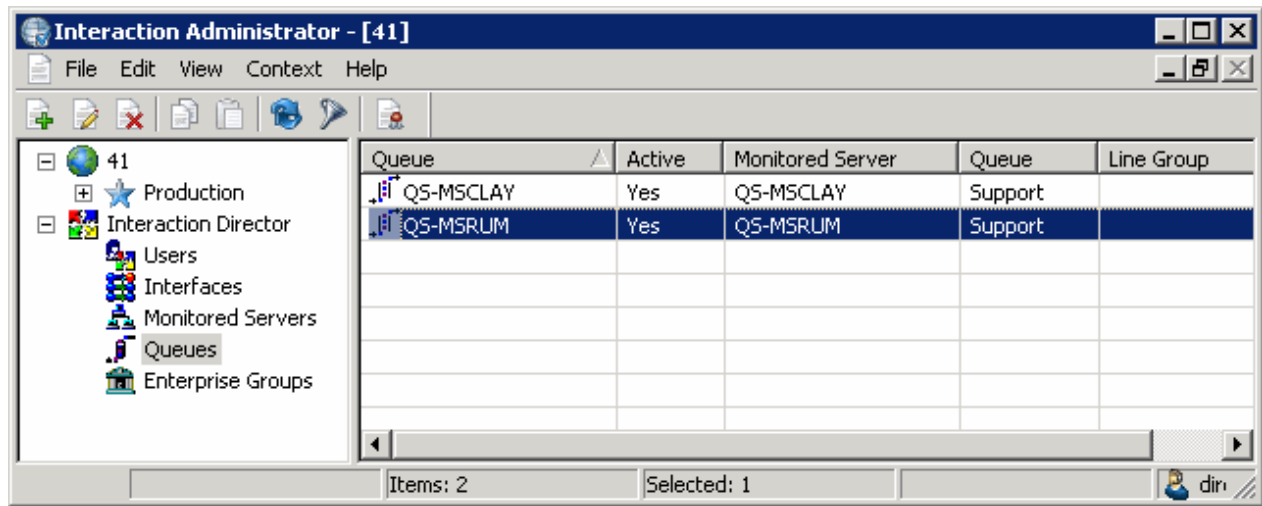 Interaction Administrator - [41]
File Edit View Context Help
41
Production
Interaction Director
Users
Interfaces
Monitored Servers
Queues
Enterprise Groups
Queue Active Monitored Server Queue Line Group
QS-MSCLAY Yes QS-MSCLAY Support
QS-MSRUM Yes QS-MSRUM Support
Items: 2 Selected: 1